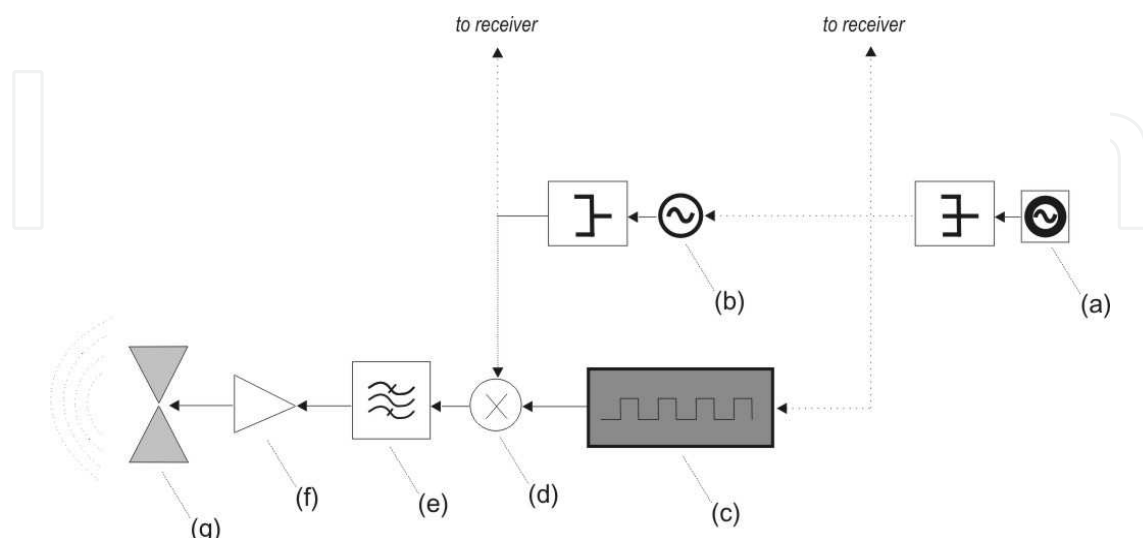 to receiver
to receiver
(b)
(a)
(g)
(f)
(e)
(d)
(c)